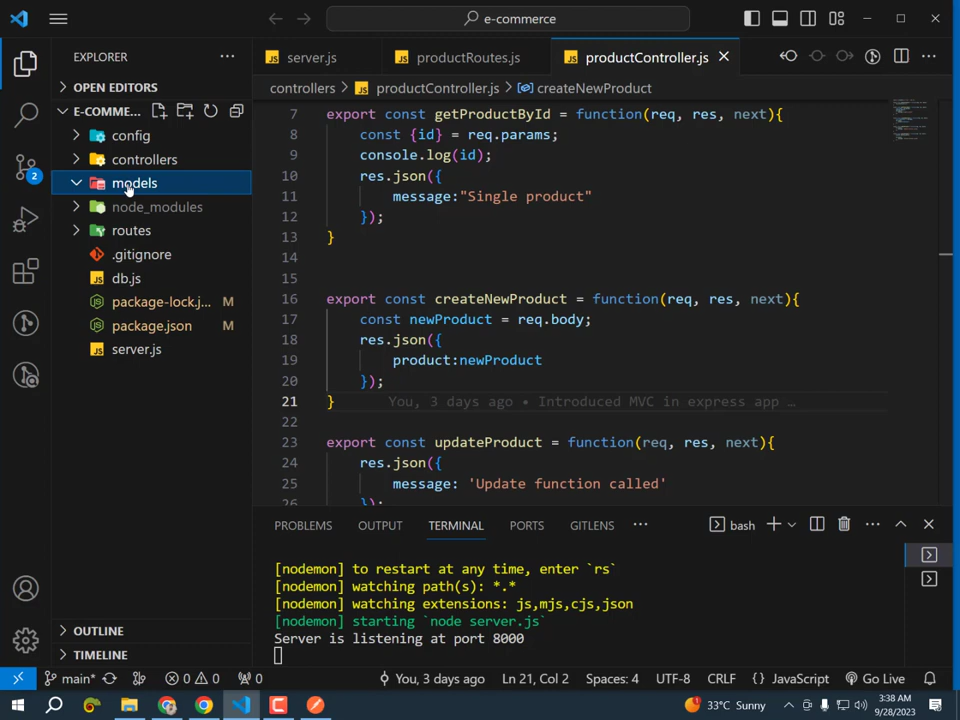 e-commerce
EXPLORER
server.js
productRoutes.js
productController.js
OPEN EDITORS
controllers
productController.js
createNewProduct
E-COMME...
config
controllers
models
node_modules
routes
.gitignore
db.js
package-lock.j... M
package.json M
server.js
2
7 export const getProductById = function(req, res, next){
8 const {id} = req.params;
9 console.log(id);
10 res.json({
11 message:"Single product"
12 });
13 }
14
15
16 export const createNewProduct = function(req, res, next){
17 const newProduct = req.body;
18 res.json({
19 product:newProduct
20 });
21 } You, 3 days ago • Introduced MVC in express app …
22
23 export const updateProduct = function(req, res, next){
24 res.json({
25 message: 'Update function called'
26 });
PROBLEMS OUTPUT TERMINAL PORTS GITLENS
bash
[nodemon] to restart at any time, enter `rs`
[nodemon] watching path(s): *.*
[nodemon] watching extensions: js,mjs,cjs,json
[nodemon] starting `node server.js`
Server is listening at port 8000
OUTLINE
TIMELINE
main* 0 0 0 You, 3 days ago Ln 21, Col 2 Spaces: 4 UTF-8 CRLF {} JavaScript Go Live
33°C Sunny
3:38 AM
9/28/2023